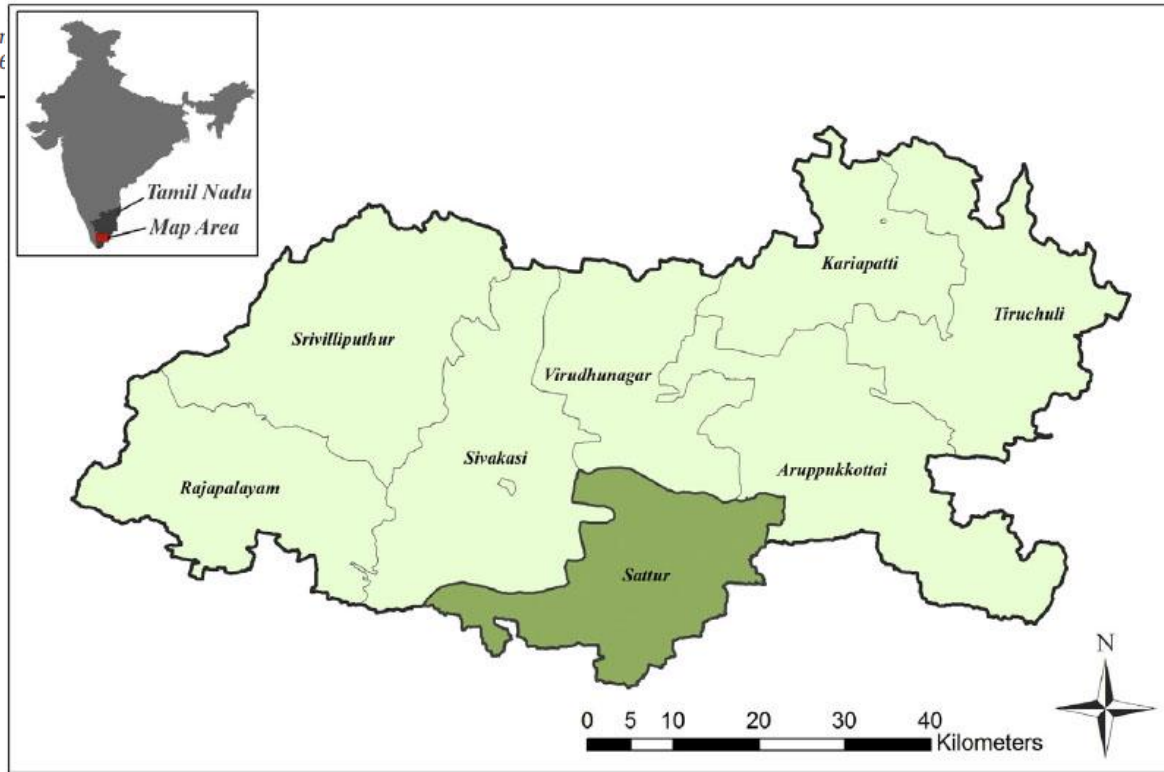 Tamil Nadu
Map Area
Kariapatti
Tiruchuli
Srivilliputhur
Virudhunagar
Sivakasi
Aruppukkottai
Rajapalayam
Sattur
N
0 5 10 20 30 40
Kilometers